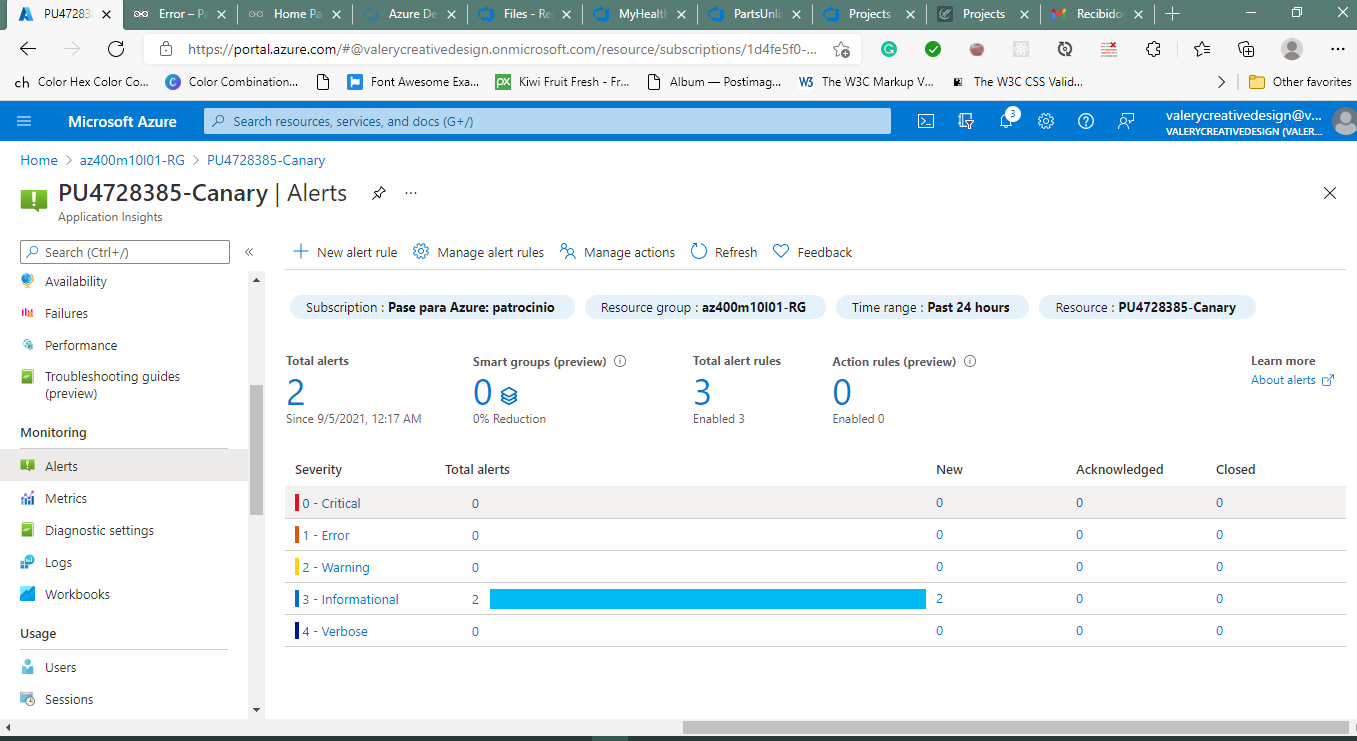 PU4728
Error – Pa
Home Pa
Azure De
Files - Re
MyHealt
PartsUnli
Projects
Projects
Recibido
https://portal.azure.com/#@valerycreativedesign.onmicrosoft.com/resource/subscriptions/1d4fe5f0-...
ch Color Hex Color Co...
C Color Combination...
Font Awesome Exa...
px Kiwi Fruit Fresh - Fr...
Album — Postimag...
W3 The W3C Markup V...
The W3C CSS Valid...
Other favorites
Microsoft Azure
Search resources, services, and docs (G+/)
3
valerycreativedesign@v...
VALERYCREATIVEDESIGN (VALER...
Home > az400m10l01-RG > PU4728385-Canary
PU4728385-Canary | Alerts
...
Application Insights
Search (Ctrl+/)
«
Availability
Failures
Performance
Troubleshooting guides
(preview)
Monitoring
Alerts
Metrics
Diagnostic settings
Logs
Workbooks
Usage
Users
Sessions
New alert rule
Manage alert rules
Manage actions
Refresh
Feedback
Subscription : Pase para Azure: patrocinio
Resource group : az400m10l01-RG
Time range : Past 24 hours
Resource : PU4728385-Canary
Total alerts
2
Since 9/5/2021, 12:17 AM
Smart groups (preview)
0
0% Reduction
Total alert rules
3
Enabled 3
Action rules (preview)
0
Enabled 0
Learn more
About alerts
Severity Total alerts New Acknowledged Closed
0 - Critical 0 0 0 0
1 - Error 0 0 0 0
2 - Warning 0 0 0 0
3 - Informational 2 2 0 0
4 - Verbose 0 0 0 0